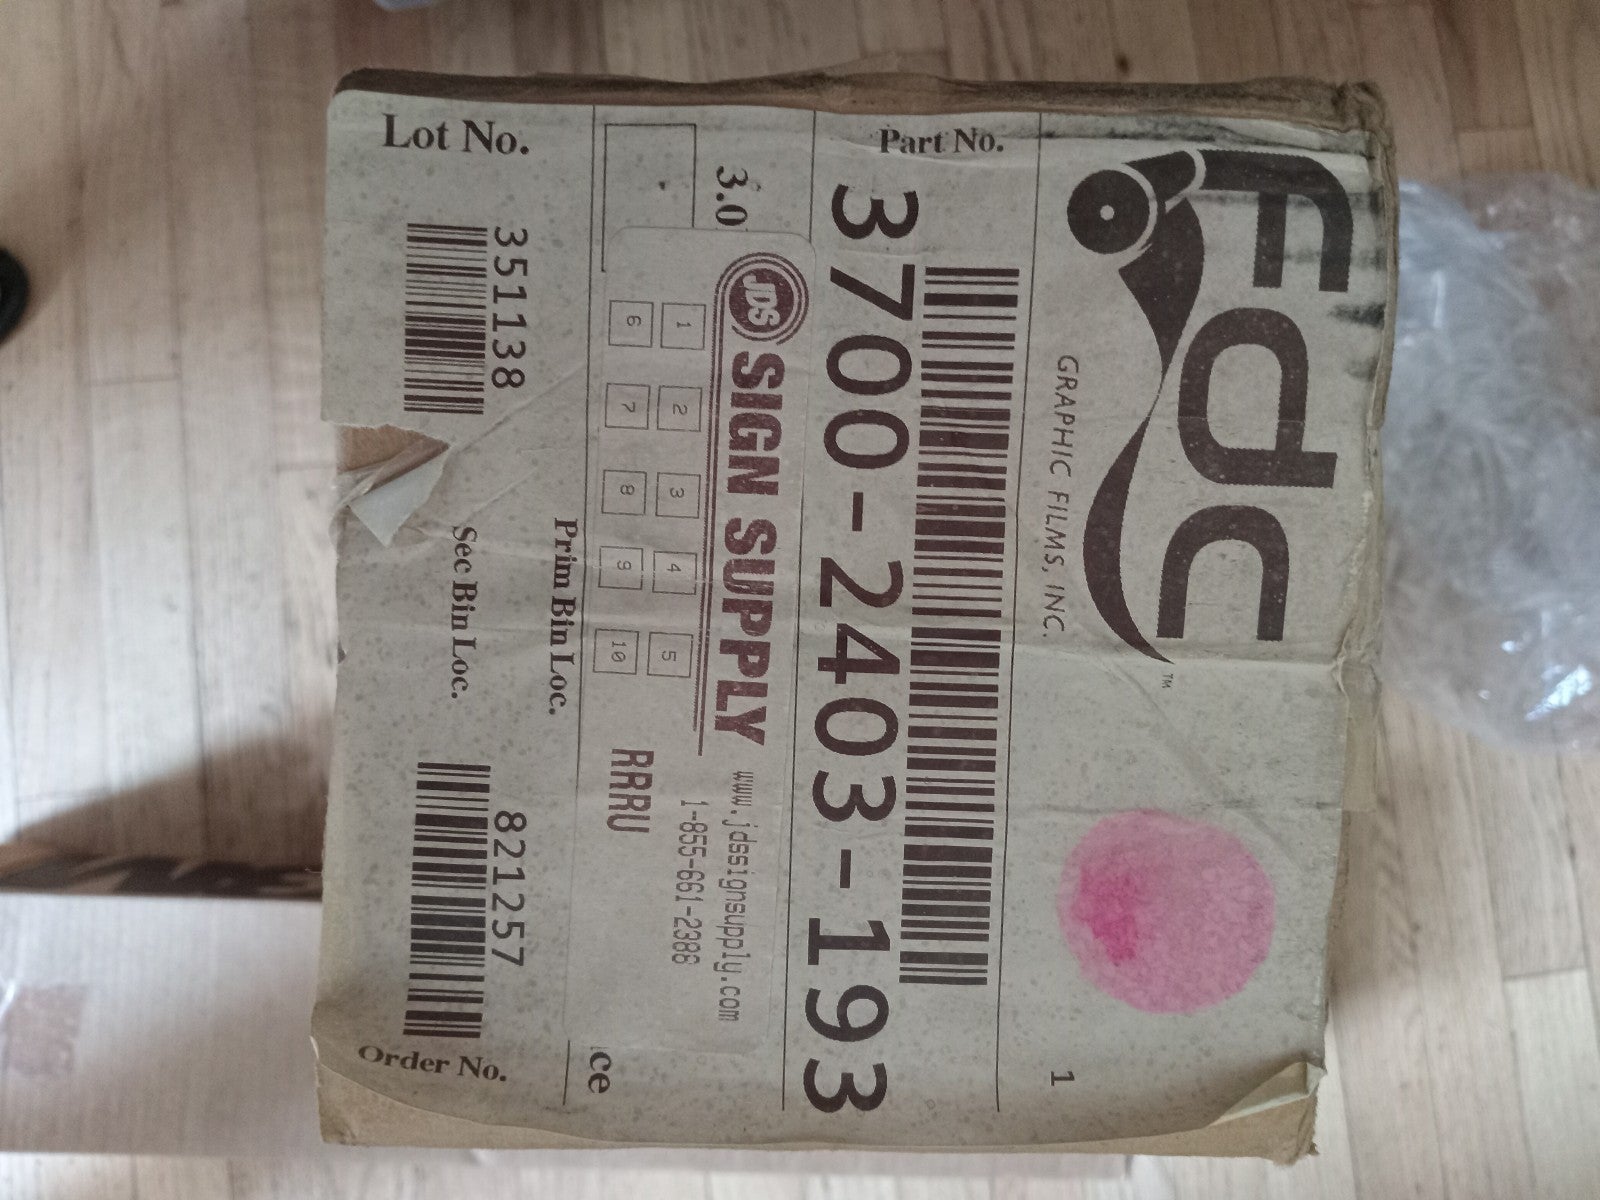 Fdc
TM
GRAPHIC FILMS, INC.
1
Part No.
3700-2403-193
3.0
JDS SIGN SUPPLY
www.jdssignsupply.com
1-855-661-2386
1 2 3 4 5
6 7 8 9 10
RRRU
ce
Prim Bin Loc.
Sec Bin Loc.
Lot No.
351138
821257
Order No.